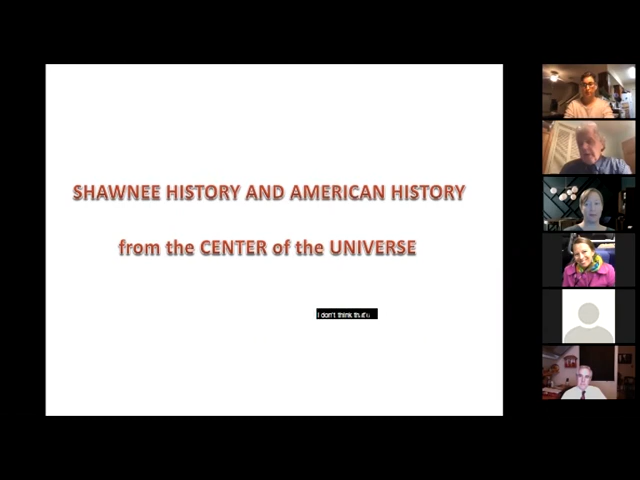 SHAWNEE HISTORY AND AMERICAN HISTORY
from the CENTER of the UNIVERSE
I don't think